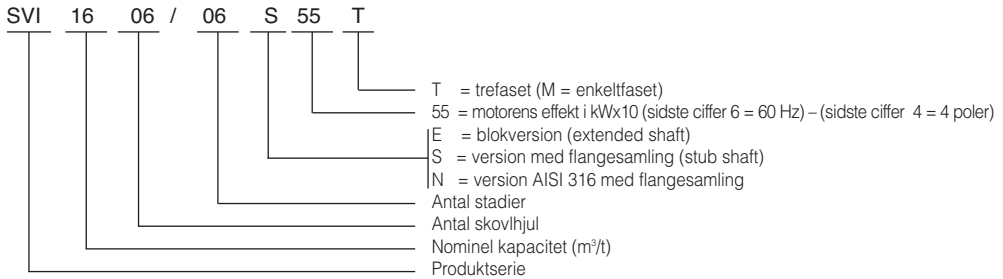 SVI 16 06 / 06 S 55 T
T = trefaset (M = enkeltfaset)
55 = motorens effekt i kWx10 (sidste ciffer 6 = 60 Hz) – (sidste ciffer 4 = 4 poler)
E = blokversion (extended shaft)
S = version med flangesamling (stub shaft)
N = version AISI 316 med flangesamling
Antal stadier
Antal skovlhjul
Nominel kapacitet (m³/t)
Produktserie